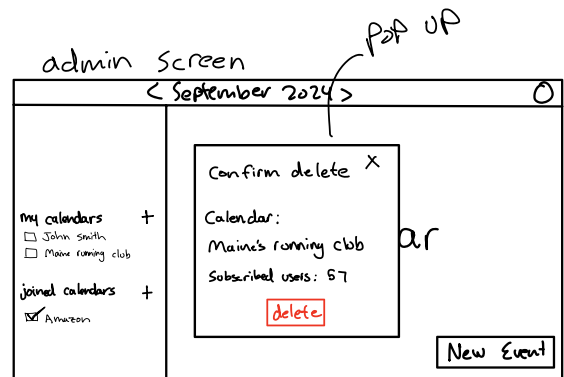 pop up
admin screen
< September 2024 >
Confirm delete X
Calendar:
my calendars +
John smith
Maine's running club
ar
Maine running club
Subscribed users: 57
joined calendars +
delete
Amazon
New Event